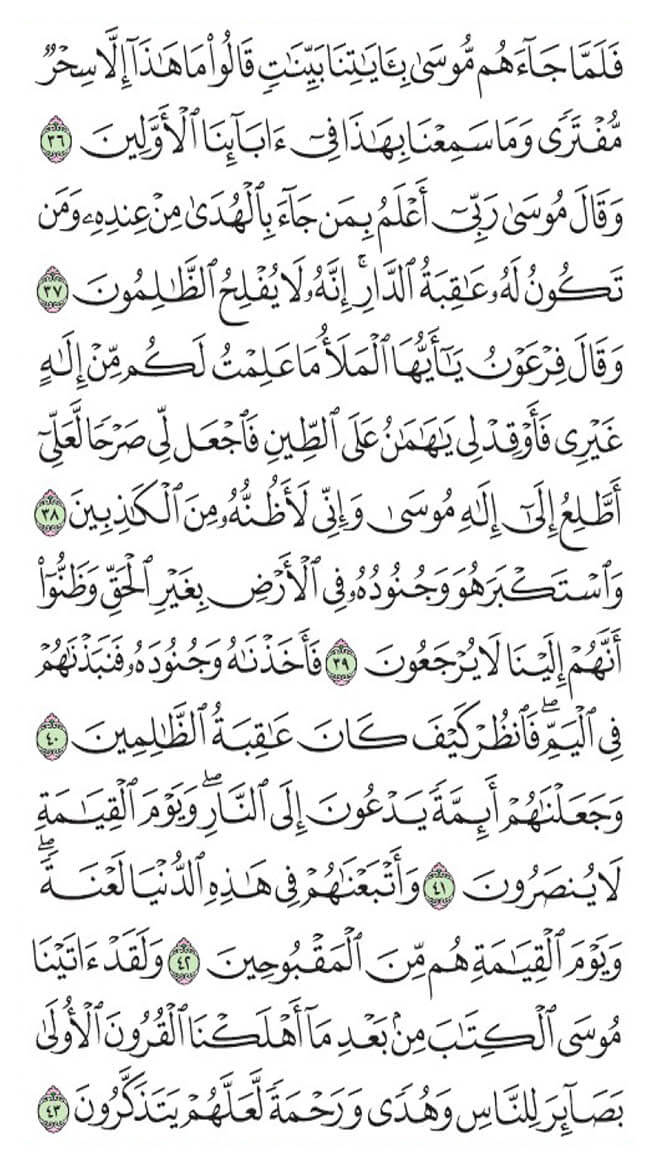 فَلَمَّا جَآءَهُم مُّوسَىٰ بِـَٔايَٰتِنَا بَيِّنَٰتٍ قَالُوا۟ مَا هَٰذَآ إِلَّا سِحْرٌ
مُّفْتَرًى وَمَا سَمِعْنَا بِهَٰذَا فِىٓ ءَابَآئِنَا ٱلْأَوَّلِينَ ٣٦
وَقَالَ مُوسَىٰ رَبِّىٓ أَعْلَمُ بِمَن جَآءَ بِٱلْهُدَىٰ مِنْ عِندِهِۦ وَمَن
تَكُونُ لَهُۥ عَٰقِبَةُ ٱلدَّارِ ۚ إِنَّهُۥ لَا يُفْلِحُ ٱلظَّٰلِمُونَ ٣٧
وَقَالَ فِرْعَوْنُ يَٰٓأَيُّهَا ٱلْمَلَأُ مَا عَلِمْتُ لَكُم مِّنْ إِلَٰهٍ
غَيْرِى فَأَوْقِدْ لِى يَٰهَٰمَٰنُ عَلَى ٱلطِّينِ فَٱجْعَل لِّى صَرْحًا لَّعَلِّىٓ
أَطَّلِعُ إِلَىٰٓ إِلَٰهِ مُوسَىٰ وَإِنِّى لَأَظُنُّهُۥ مِنَ ٱلْكَٰذِبِينَ ٣٨
وَٱسْتَكْبَرَ هُوَ وَجُنُودُهُۥ فِى ٱلْأَرْضِ بِغَيْرِ ٱلْحَقِّ وَظَنُّوٓا۟
أَنَّهُمْ إِلَيْنَا لَا يُرْجَعُونَ ٣٩ فَأَخَذْنَٰهُ وَجُنُودَهُۥ فَنَبَذْنَٰهُمْ
فِى ٱلْيَمِّ ۖ فَٱنظُرْ كَيْفَ كَانَ عَٰقِبَةُ ٱلظَّٰلِمِينَ ٤٠
وَجَعَلْنَٰهُمْ أَئِمَّةً يَدْعُونَ إِلَى ٱلنَّارِ ۖ وَيَوْمَ ٱلْقِيَٰمَةِ
لَا يُنصَرُونَ ٤١ وَأَتْبَعْنَٰهُمْ فِى هَٰذِهِ ٱلدُّنْيَا لَعْنَةً ۖ
وَيَوْمَ ٱلْقِيَٰمَةِ هُم مِّنَ ٱلْمَقْبُوحِينَ ٤٢ وَلَقَدْ ءَاتَيْنَا
مُوسَى ٱلْكِتَٰبَ مِنۢ بَعْدِ مَآ أَهْلَكْنَا ٱلْقُرُونَ ٱلْأُولَىٰ
بَصَآئِرَ لِلنَّاسِ وَهُدًى وَرَحْمَةً لَّعَلَّهُمْ يَتَذَكَّرُونَ ٤٣